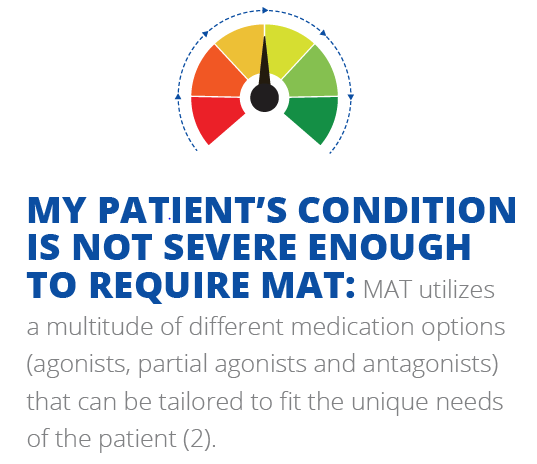 MY PATIENT’S CONDITION
IS NOT SEVERE ENOUGH
TO REQUIRE MAT: MAT utilizes
a multitude of different medication options
(agonists, partial agonists and antagonists)
that can be tailored to fit the unique needs
of the patient (2).